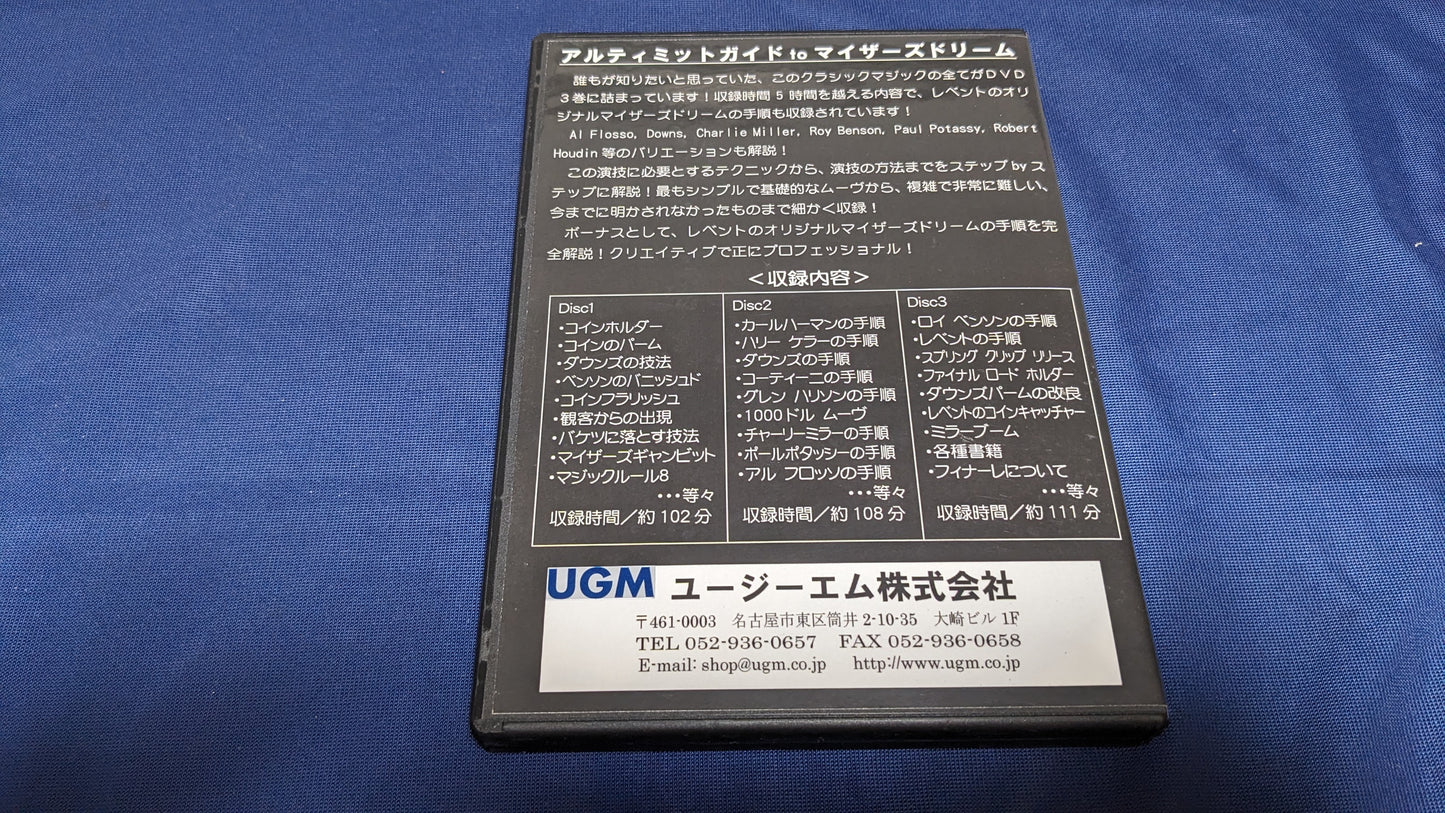 アルティミットガイド to マイザーズドリーム
誰もが知りたいと思っていた、このクラシックマジックの全てがＤＶＤ
３巻に詰まっています！収録時間 5 時間を越える内容で、レベントのオリ
ジナルマイザーズドリームの手順も収録されています！
Al Flosso, Downs, Charlie Miller, Roy Benson, Paul Potassy, Robert
Houdin 等のバリエーションも解説！
この演技に必要とするテクニックから、演技の方法までをステップ by ス
テップに解説！最もシンプルで基礎的なムーヴから、複雑で非常に難しい、
今までに明かされなかったものまで細かく収録！
ボーナスとして、レベントのオリジナルマイザーズドリームの手順を完
全解説！クリエイティブで正にプロフェッショナル！
＜収録内容＞
Disc1
・コインホルダー
・コインのパーム
・ダウンズの技法
・ベンソンのバニッシュド
・コインフラリッシュ
・観客からの出現
・バケツに落とす技法
・マイザーズギャンビット
・マジックルール8
･･･等々
収録時間／約 102 分
Disc2
・カールハーマンの手順
・ハリー ケラーの手順
・ダウンズの手順
・コーティーニの手順
・グレン ハリソンの手順
・1000ドル ムーヴ
・チャーリーミラーの手順
・ポールポタッシーの手順
・アル フロッソの手順
･･･等々
収録時間／約 108 分
Disc3
・ロイ ベンソンの手順
・レベントの手順
・スプリング クリップ リリース
・ファイナル ロード ホルダー
・ダウンズパームの改良
・レベントのコインキャッチャー
・ミラーブーム
・各種書籍
・フィナーレについて
･･･等々
収録時間／約 111 分
UGM ユージーエム株式会社
〒461-0003 名古屋市東区筒井 2-10-35 大崎ビル 1F
TEL 052-936-0657 FAX 052-936-0658
E-mail: shop@ugm.co.jp http://www.ugm.co.jp